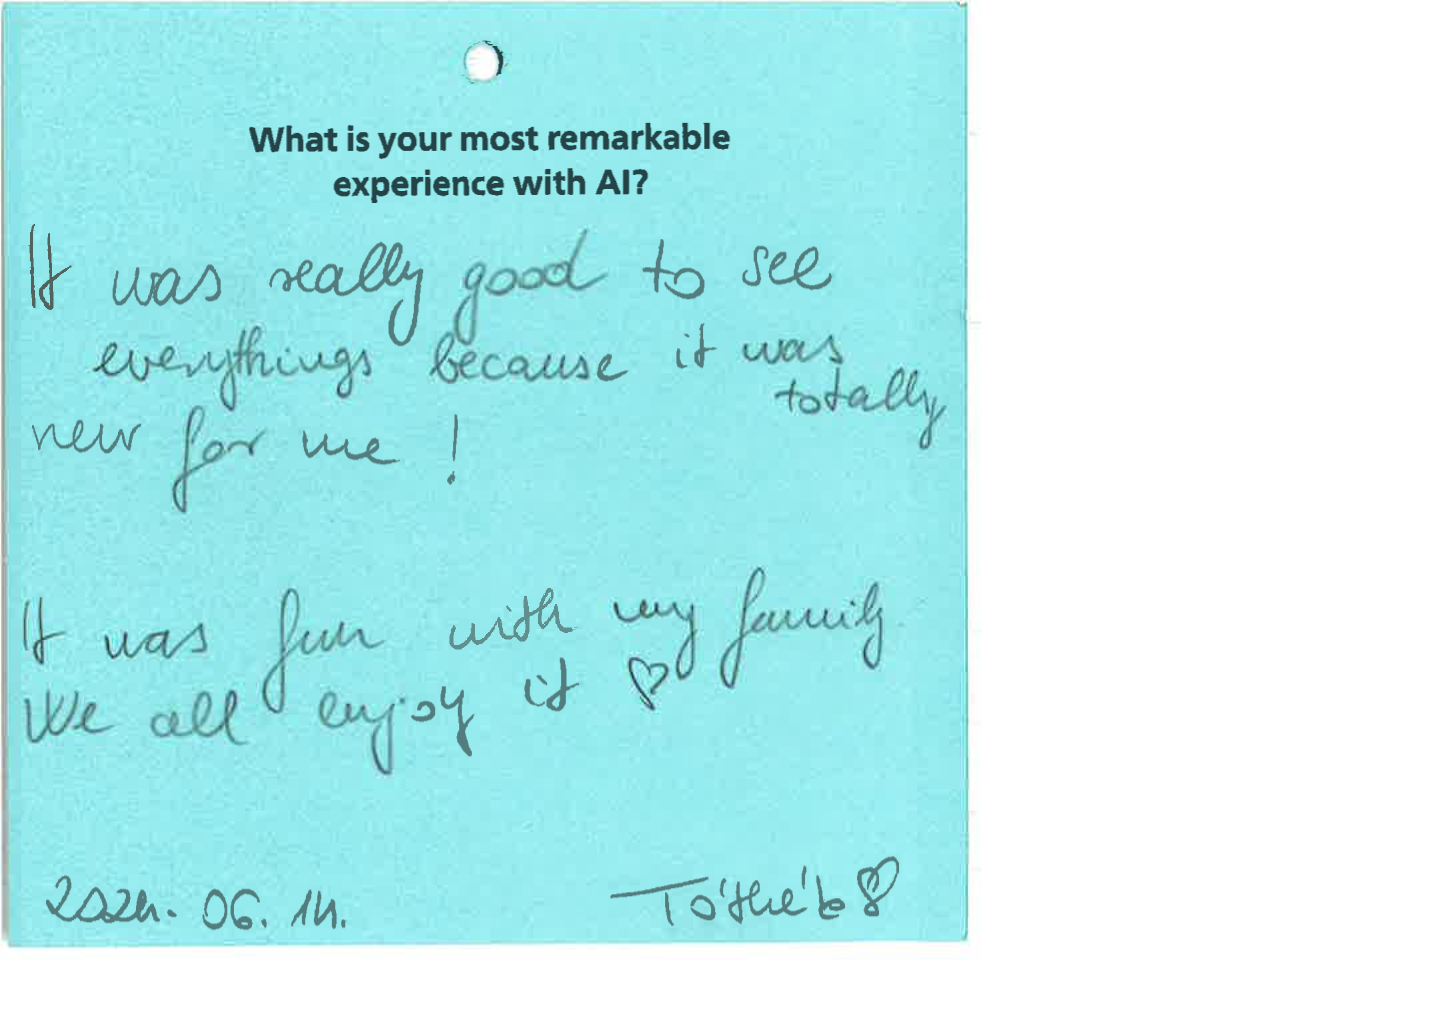 What is your most remarkable
experience with AI?
It was really good to see
everythings because it was
totally
new for me !
It was fun with my family.
We all enjoy it ♡
2024. 06. 14.
Tóthék